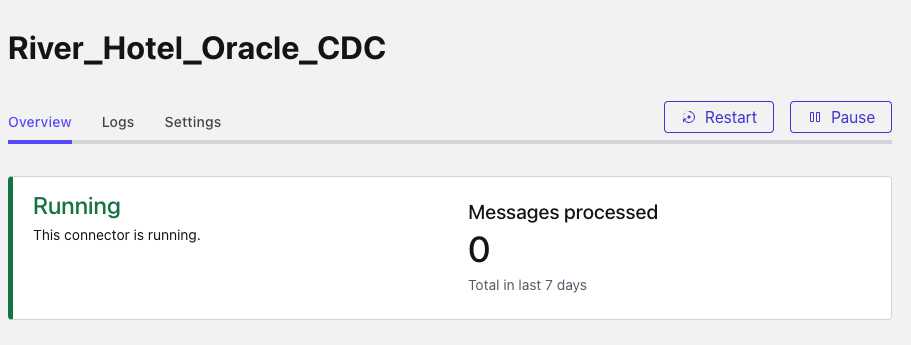 River_Hotel_Oracle_CDC
Overview Logs Settings Restart Pause
Running
This connector is running.
Messages processed
0
Total in last 7 days